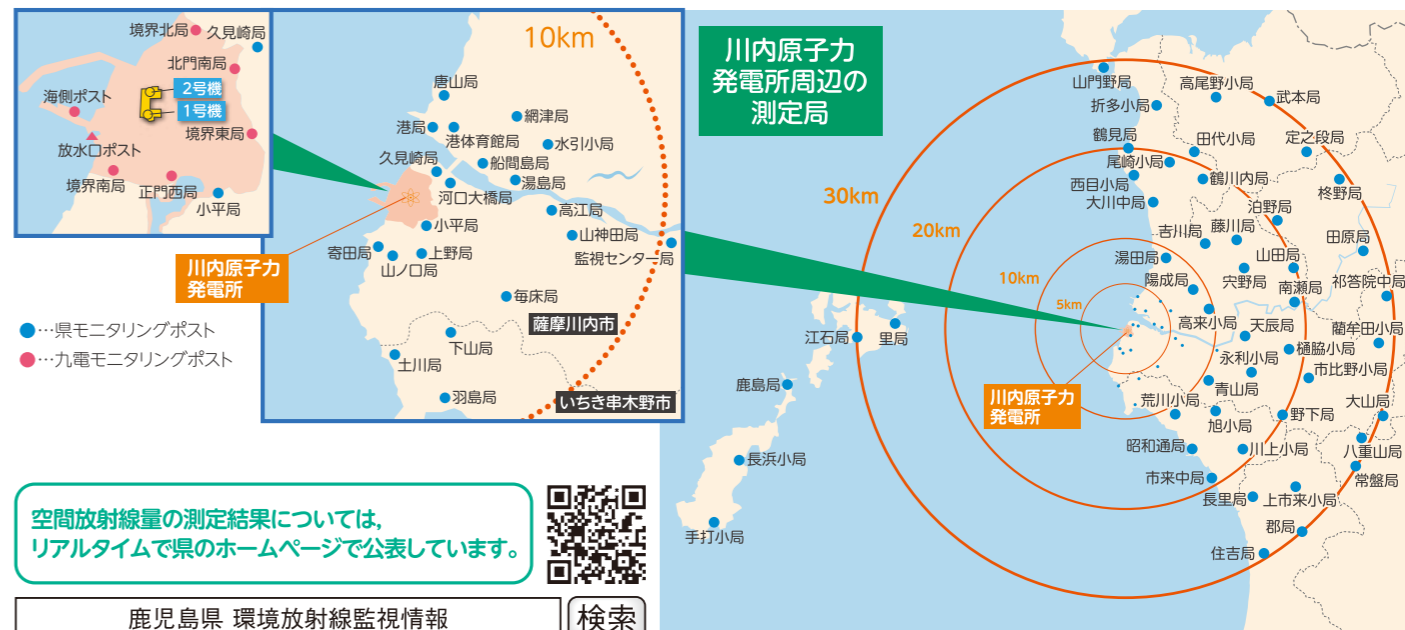 境界北局
久見崎局
北門南局
2号機
1号機
海側ポスト
放水口ポスト
境界東局
境界南局
正門西局
小平局
10km
唐山局
網津局
港局
港体育館局
水引小局
久見崎局
船間島局
湯島局
河口大橋局
高江局
小平局
山神田局
寄田局
上野局
監視センター局
山ノ口局
川内原子力
発電所
毎床局
薩摩川内市
下山局
土川局
羽島局
いちき串木野市
●…県モニタリングポスト
●…九電モニタリングポスト
空間放射線量の測定結果については,
リアルタイムで県のホームページで公表しています。
鹿児島県 環境放射線監視情報
検索
川内原子力
発電所周辺の
測定局
山門野局
高尾野小局
武本局
折多小局
鶴見局
田代小局
定之段局
尾崎小局
30km
西目小局
鶴川内局
柊野局
大川中局
泊野局
20km
吉川局
藤川局
田原局
湯田局
山田局
10km
陽成局
穴野局
南瀬局
祁答院中局
5km
高来小局
天辰局
藺牟田小局
江石局
里局
永利小局
樋脇小局
市比野小局
鹿島局
川内原子力
発電所
青山局
荒川小局
大山局
旭小局
野下局
昭和通局
川上小局
八重山局
長浜小局
市来中局
常盤局
長里局
上市来小局
手打小局
郡局
住吉局